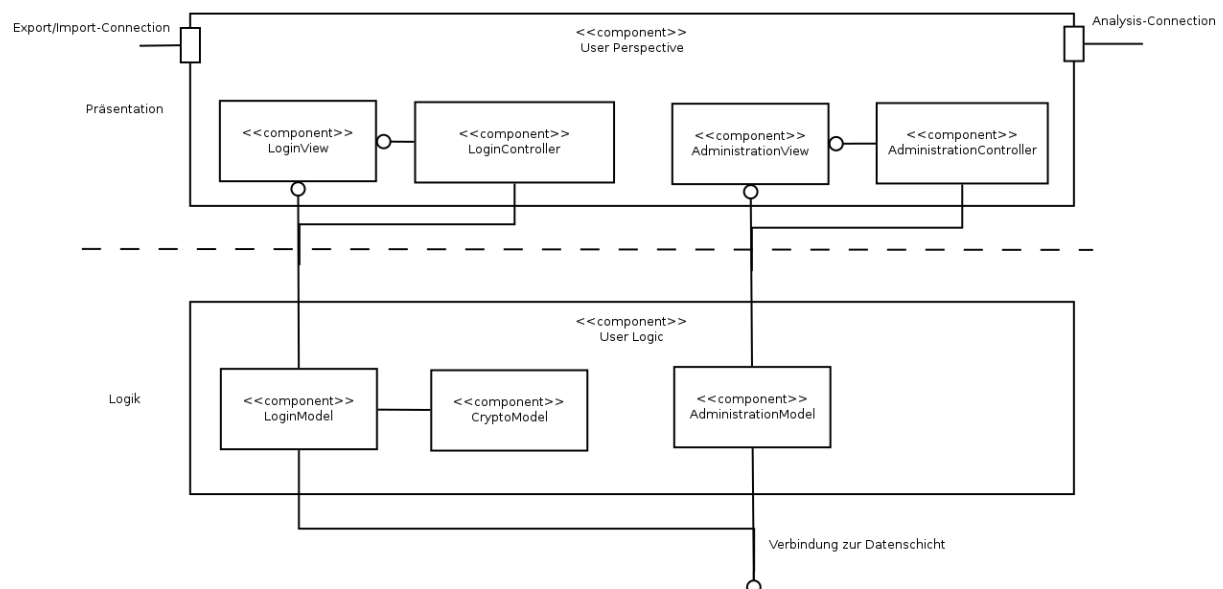 Export/Import-Connection
Analysis-Connection
<<component>>
User Perspective
Präsentation
<<component>>
LoginView
<<component>>
LoginController
<<component>>
AdministrationView
<<component>>
AdministrationController
<<component>>
User Logic
Logik
<<component>>
LoginModel
<<component>>
CryptoModel
<<component>>
AdministrationModel
Verbindung zur Datenschicht